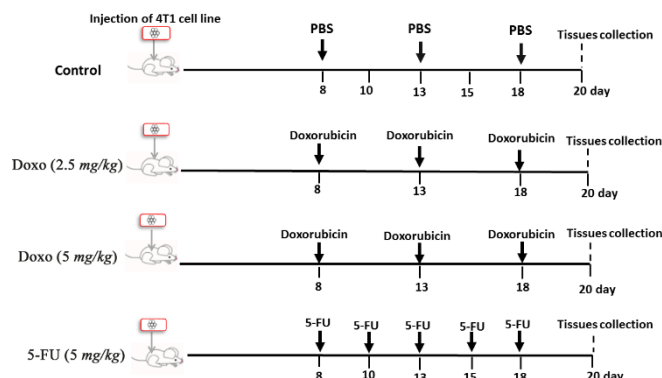 Injection of 4T1 cell line
PBS PBS PBS Tissues collection
Control
8 10 13 15 18 20 day
Doxorubicin Doxorubicin Doxorubicin Tissues collection
Doxo (2.5 mg/kg)
8 13 18 20 day
Doxorubicin Doxorubicin Doxorubicin Tissues collection
Doxo (5 mg/kg)
8 13 18 20 day
5-FU 5-FU 5-FU 5-FU 5-FU Tissues collection
5-FU (5 mg/kg)
8 10 13 15 18 20 day